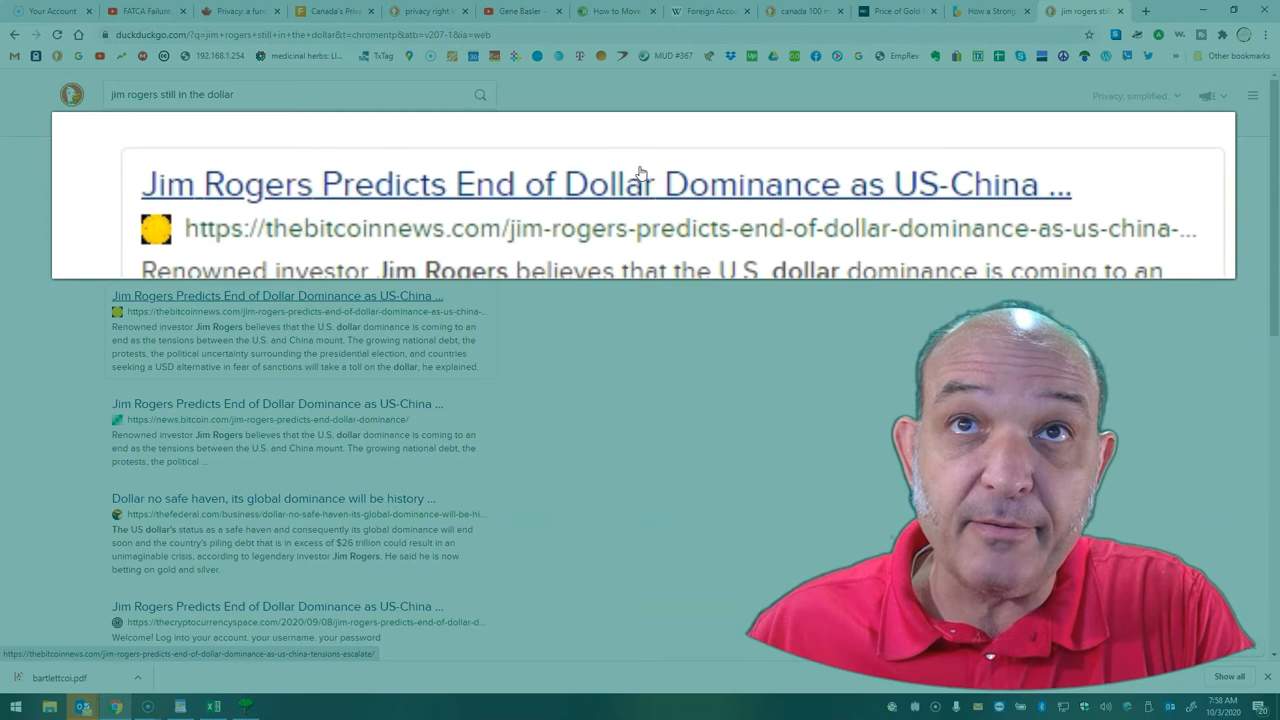 Your Account
FATCA Failure:
Privacy: a fun
Canada's Priva
privacy right in
Gene Basler -
How to Move
Foreign Accou
canada 100 m
Price of Gold
How a Strong
jim rogers still
duckduckgo.com/?q=jim+rogers+still+in+the+dollar&t=chromentp&atb=v207-1&ia=web
192.168.1.254
medicinal herbs: LI...
TxTag
MUD #367
EmpRev
Other bookmarks
jim rogers still in the dollar
Privacy, simplified.
Jim Rogers Predicts End of Dollar Dominance as US-China ...
https://thebitcoinnews.com/jim-rogers-predicts-end-of-dollar-dominance-as-us-china-...
Renowned investor Jim Rogers believes that the U.S. dollar dominance is coming to an
Jim Rogers Predicts End of Dollar Dominance as US-China ...
https://thebitcoinnews.com/jim-rogers-predicts-end-of-dollar-dominance-as-us-china-...
Renowned investor Jim Rogers believes that the U.S. dollar dominance is coming to an
end as the tensions between the U.S. and China mount. The growing national debt, the
protests, the political uncertainty surrounding the presidential election, and countries
seeking a USD alternative in fear of sanctions will take a toll on the dollar, he explained.
Jim Rogers Predicts End of Dollar Dominance as US-China ...
https://news.bitcoin.com/jim-rogers-predicts-end-dollar-dominance/
Renowned investor Jim Rogers believes that the U.S. dollar dominance is coming to an
end as the tensions between the U.S. and China mount. The growing national debt, the
protests, the political ...
Dollar no safe haven, its global dominance will be history ...
https://thefederal.com/business/dollar-no-safe-haven-its-global-dominance-will-be-hi...
The US dollar's status as a safe haven and consequently its global dominance will end
soon and the country's piling debt that is in excess of $26 trillion could result in an
unimaginable crisis, according to legendary investor Jim Rogers. He said he is now
betting on gold and silver.
Jim Rogers Predicts End of Dollar Dominance as US-China ...
https://thecryptocurrencyspace.com/2020/09/08/jim-rogers-predicts-end-of-dollar-d...
Welcome! Log into your account. your username. your password
https://thebitcoinnews.com/jim-rogers-predicts-end-of-dollar-dominance-as-us-china-tensions-escalate/
bartlettcoi.pdf
Show all
7:58 AM
10/3/2020
20